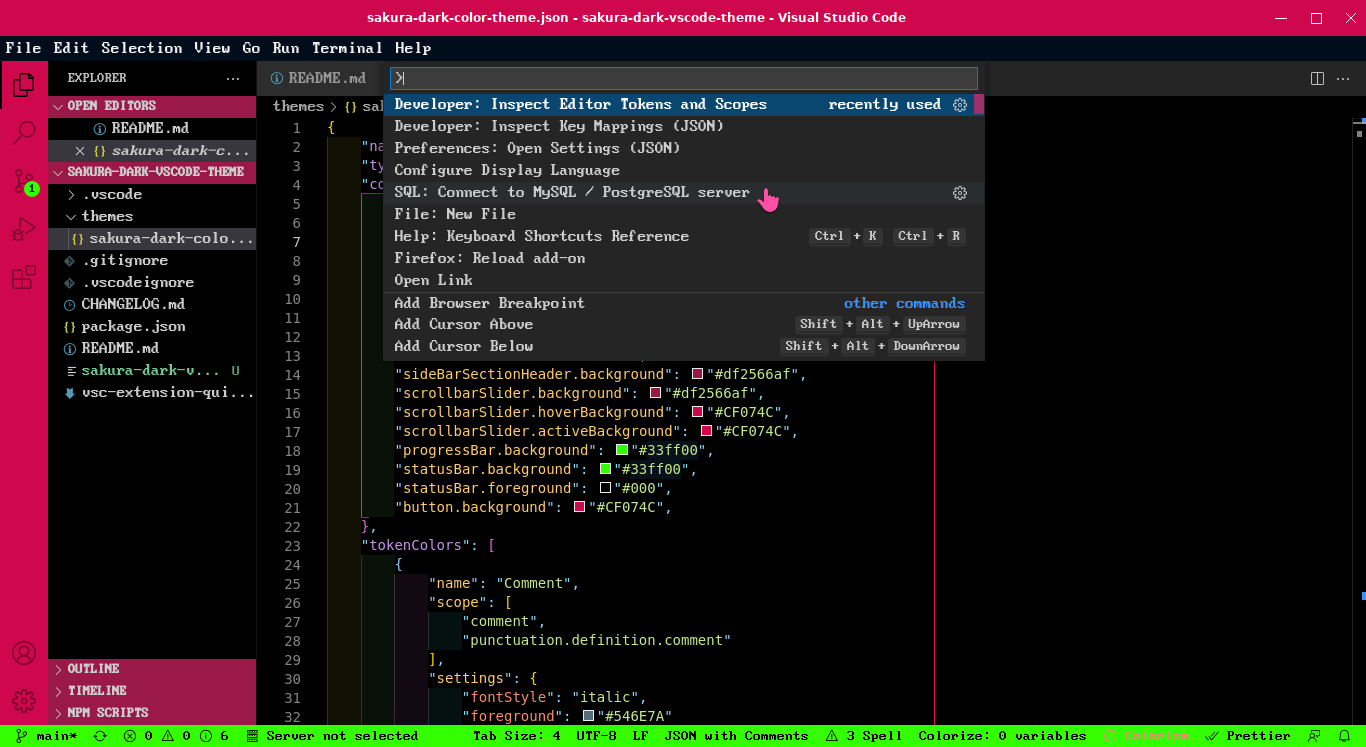 sakura-dark-color-theme.json - sakura-dark-vscode-theme - Visual Studio Code
File Edit Selection View Go Run Terminal Help
EXPLORER
OPEN EDITORS
README.md
sakura-dark-c...
SAKURA-DARK-VSCODE-THEME
.vscode
themes
{} sakura-dark-colo...
.gitignore
.vscodeignore
CHANGELOG.md
{} package.json
README.md
sakura-dark-v... U
vsc-extension-qui...
OUTLINE
TIMELINE
NPM SCRIPTS
1
README.md
themes > {} sal
>
Developer: Inspect Editor Tokens and Scopes recently used
Developer: Inspect Key Mappings (JSON)
Preferences: Open Settings (JSON)
Configure Display Language
SQL: Connect to MySQL / PostgreSQL server
File: New File
Help: Keyboard Shortcuts Reference Ctrl + K Ctrl + R
Firefox: Reload add-on
Open Link
Add Browser Breakpoint other commands
Add Cursor Above Shift + Alt + UpArrow
Add Cursor Below Shift + Alt + DownArrow
1 {
2 "na
3 "ty
4 "co
5
6
7
8
9
10
11
12
13
14 "sideBarSectionHeader.background": "#df2566af",
15 "scrollbarSlider.background": "#df2566af",
16 "scrollbarSlider.hoverBackground": "#CF074C",
17 "scrollbarSlider.activeBackground": "#CF074C",
18 "progressBar.background": "#33ff00",
19 "statusBar.background": "#33ff00",
20 "statusBar.foreground": "#000",
21 "button.background": "#CF074C",
22 },
23 "tokenColors": [
24 {
25 "name": "Comment",
26 "scope": [
27 "comment",
28 "punctuation.definition.comment"
29 ],
30 "settings": {
31 "fontStyle": "italic",
32 "foreground": "#546E7A"
main* 0 0 6 Server not selected Tab Size: 4 UTF-8 LF JSON with Comments 3 Spell Colorize: 0 variables Colorize Prettier